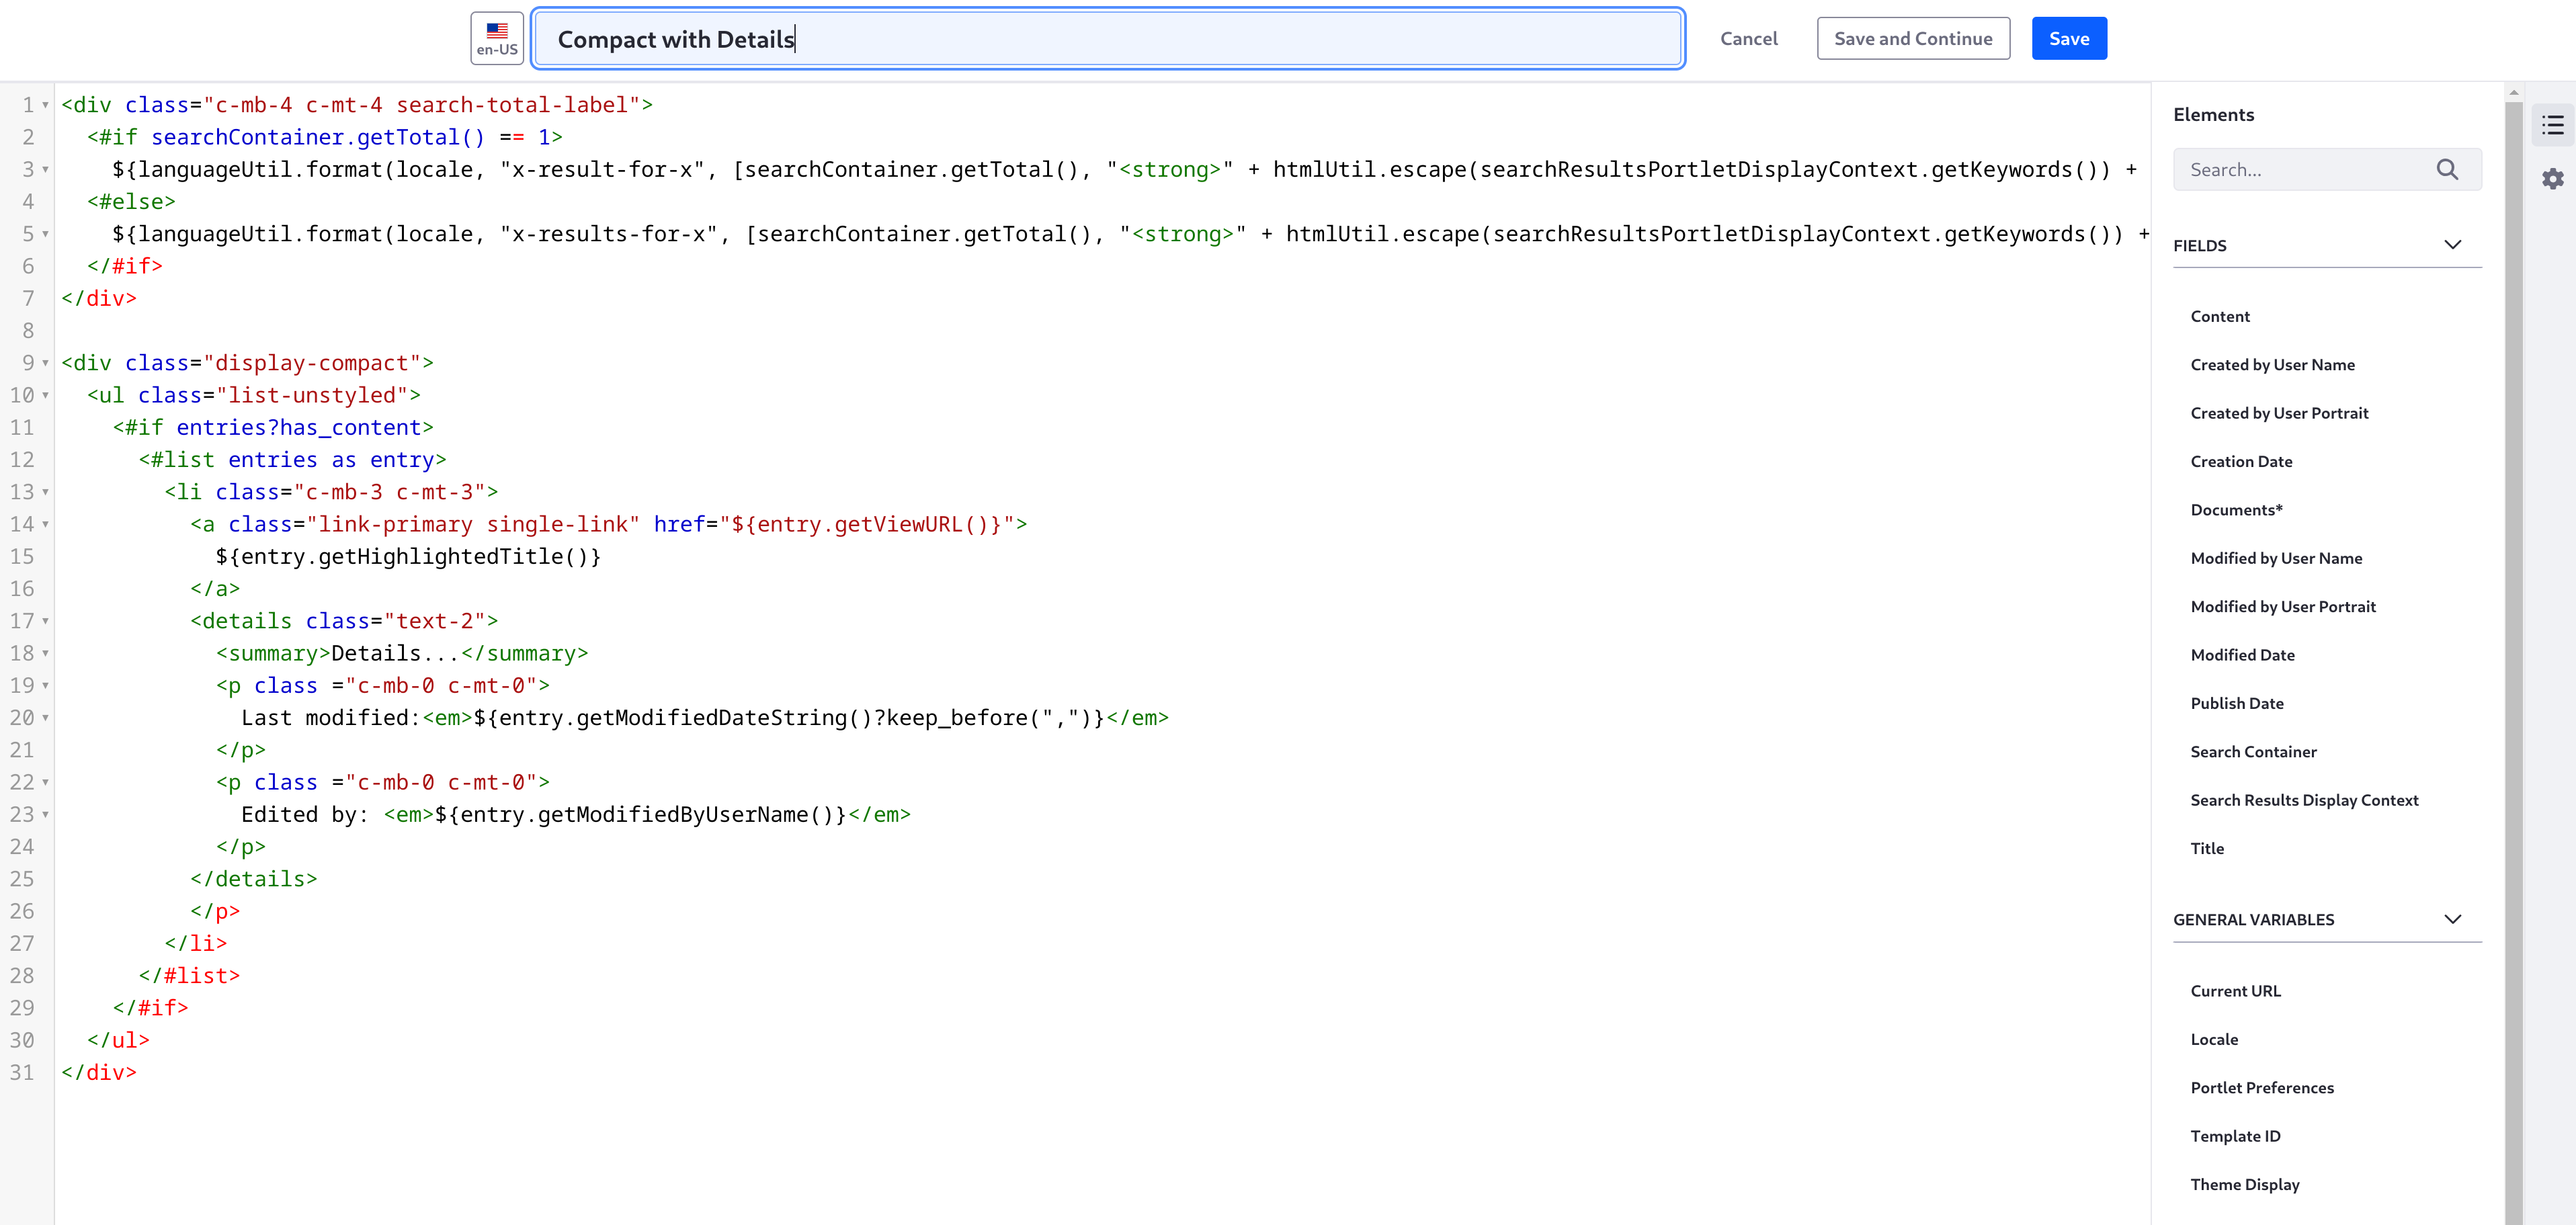 en-US
Compact with Details
Cancel
Save and Continue
Save
1 <div class="c-mb-4 c-mt-4 search-total-label">
2   <#if searchContainer.getTotal() == 1>
3     ${languageUtil.format(locale, "x-result-for-x", [searchContainer.getTotal(), "<strong>" + htmlUtil.escape(searchResultsPortletDisplayContext.getKeywords()) +
4   <#else>
5     ${languageUtil.format(locale, "x-results-for-x", [searchContainer.getTotal(), "<strong>" + htmlUtil.escape(searchResultsPortletDisplayContext.getKeywords()) +
6   </#if>
7 </div>
8
9 <div class="display-compact">
10   <ul class="list-unstyled">
11     <#if entries?has_content>
12       <#list entries as entry>
13         <li class="c-mb-3 c-mt-3">
14           <a class="link-primary single-link" href="${entry.getViewURL()}">
15             ${entry.getHighlightedTitle()}
16           </a>
17           <details class="text-2">
18             <summary>Details...</summary>
19             <p class ="c-mb-0 c-mt-0">
20               Last modified:<em>${entry.getModifiedDateString()?keep_before(",")}</em>
21             </p>
22             <p class ="c-mb-0 c-mt-0">
23               Edited by: <em>${entry.getModifiedByUserName()}</em>
24             </p>
25           </details>
26           </p>
27         </li>
28       </#list>
29     </#if>
30   </ul>
31 </div>
Elements
Search...
FIELDS
Content
Created by User Name
Created by User Portrait
Creation Date
Documents*
Modified by User Name
Modified by User Portrait
Modified Date
Publish Date
Search Container
Search Results Display Context
Title
GENERAL VARIABLES
Current URL
Locale
Portlet Preferences
Template ID
Theme Display